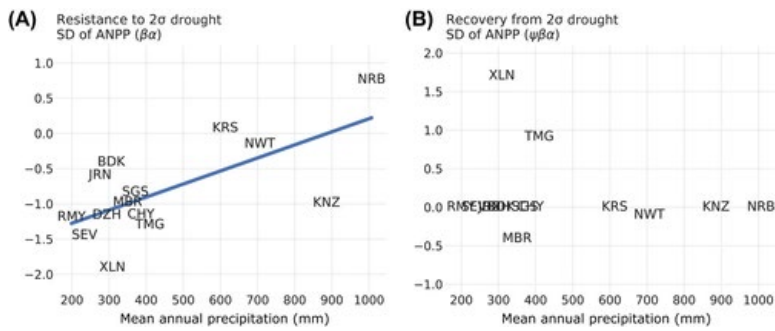 (A) Resistance to 2σ drought
SD of ANPP (βα)
1.0
0.5
0.0
−0.5
−1.0
−1.5
−2.0
NRB
KRS
NWT
BDK
JRN
SGS
MBR
KNZ
RMY
DZH
CHY
TMG
SEV
XLN
200 300 400 500 600 700 800 900 1000
Mean annual precipitation (mm)
(B) Recovery from 2σ drought
SD of ANPP (ψβα)
2.0
1.5
1.0
0.5
0.0
−0.5
−1.0
XLN
TMG
KRS
KNZ
NRB
NWT
MBR
200 300 400 500 600 700 800 900 1000
Mean annual precipitation (mm)